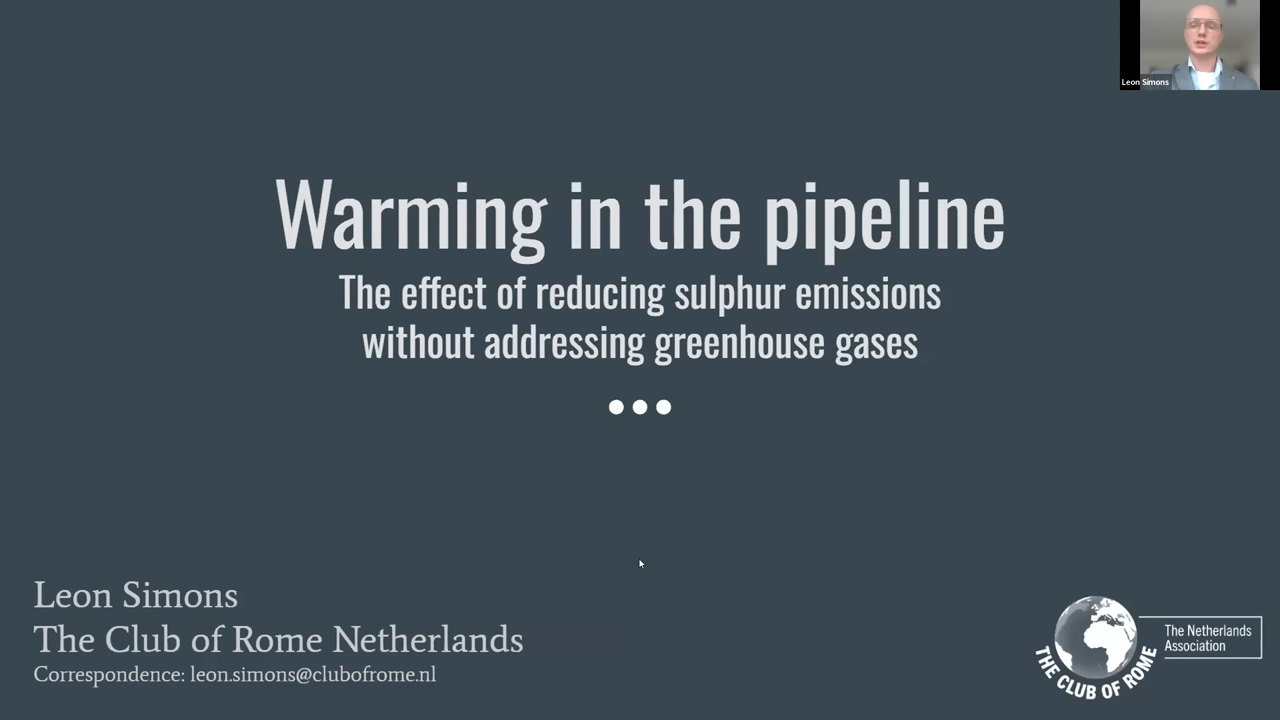 Leon Simons
Warming in the pipeline
The effect of reducing sulphur emissions
without addressing greenhouse gases
Leon Simons
The Club of Rome Netherlands
Correspondence: leon.simons@clubofrome.nl
THE CLUB OF ROME
The Netherlands
Association